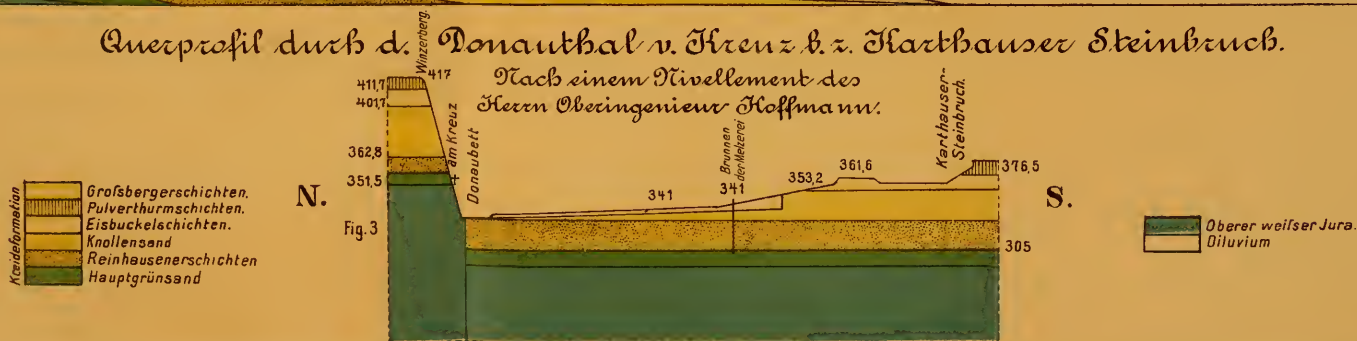 Querprofil durch d. Donauthal v. Kreuz b. z. Karthauser Steinbruch.
Nach einem Nivellement des
Herrn Oberingenieur Hoffmann.
Winzerberg.
417
411,7
401,7
362,8
351,5
am Kreuz
Donaubett
341
Brunnen
der Melzerei
341
353,2
361,6
Karthäuser-
Steinbruch.
376,5
305
N.
S.
Fig. 3
Kreideformation
Großbergerschichten.
Pulverthurmschichten.
Eisbuckelschichten.
Knollensand
Reinhausenerschichten
Hauptgrünsand
Oberer weißer Jura.
Diluvium